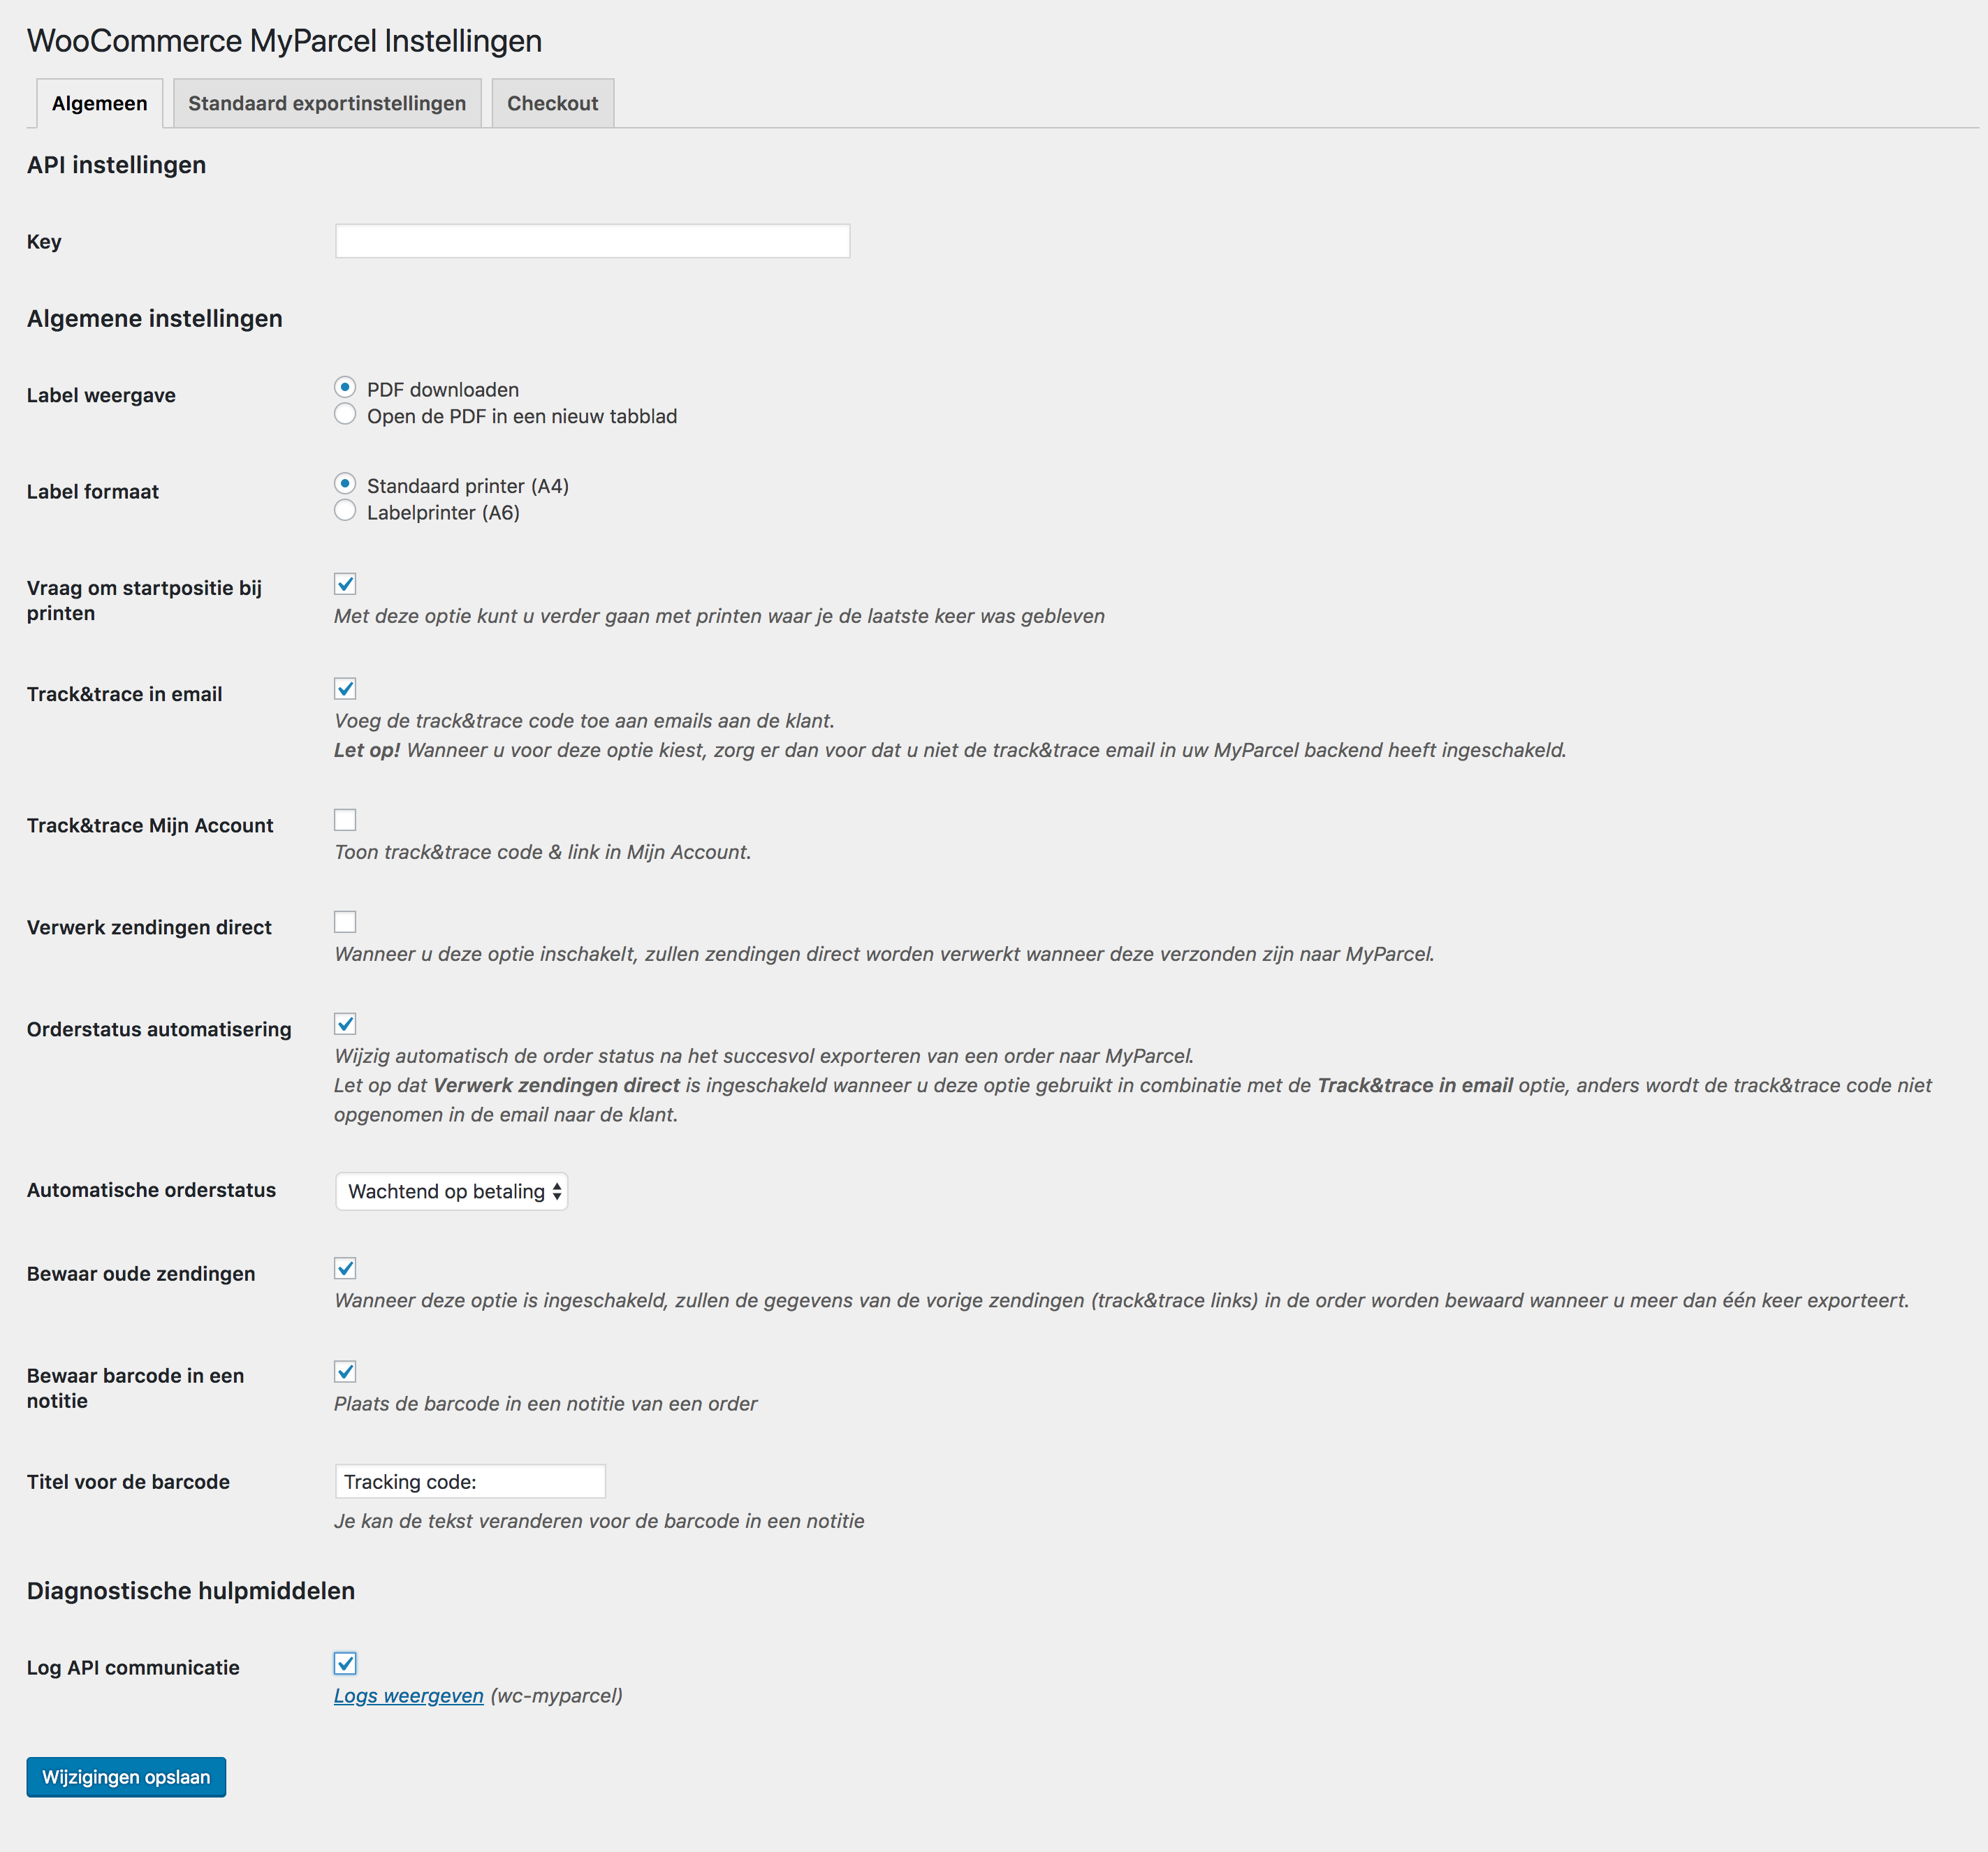 WooCommerce MyParcel Instellingen
Algemeen
Standaard exportinstellingen
Checkout
API instellingen
Key
Algemene instellingen
Label weergave
PDF downloaden
Open de PDF in een nieuw tabblad
Label formaat
Standaard printer (A4)
Labelprinter (A6)
Vraag om startpositie bij
printen
Met deze optie kunt u verder gaan met printen waar je de laatste keer was gebleven
Track&trace in email
Voeg de track&trace code toe aan emails aan de klant.
Let op! Wanneer u voor deze optie kiest, zorg er dan voor dat u niet de track&trace email in uw MyParcel backend heeft ingeschakeld.
Track&trace Mijn Account
Toon track&trace code & link in Mijn Account.
Verwerk zendingen direct
Wanneer u deze optie inschakelt, zullen zendingen direct worden verwerkt wanneer deze verzonden zijn naar MyParcel.
Orderstatus automatisering
Wijzig automatisch de order status na het succesvol exporteren van een order naar MyParcel.
Let op dat Verwerk zendingen direct is ingeschakeld wanneer u deze optie gebruikt in combinatie met de Track&trace in email optie, anders wordt de track&trace code niet
opgenomen in de email naar de klant.
Automatische orderstatus
Wachtend op betaling
Bewaar oude zendingen
Wanneer deze optie is ingeschakeld, zullen de gegevens van de vorige zendingen (track&trace links) in de order worden bewaard wanneer u meer dan één keer exporteert.
Bewaar barcode in een
notitie
Plaats de barcode in een notitie van een order
Titel voor de barcode
Tracking code:
Je kan de tekst veranderen voor de barcode in een notitie
Diagnostische hulpmiddelen
Log API communicatie
Logs weergeven (wc-myparcel)
Wijzigingen opslaan